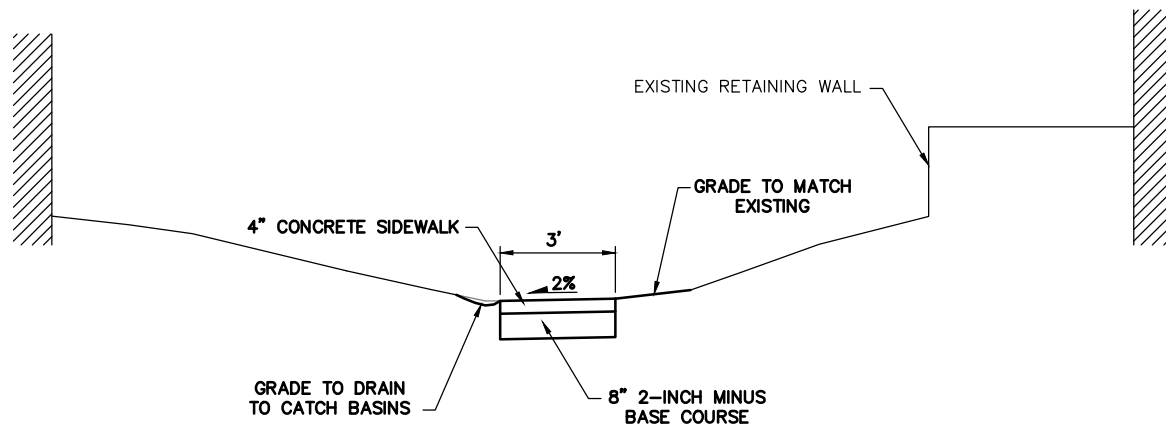 EXISTING RETAINING WALL
GRADE TO MATCH
EXISTING
4" CONCRETE SIDEWALK
3'
2%
GRADE TO DRAIN
TO CATCH BASINS
8" 2-INCH MINUS
BASE COURSE